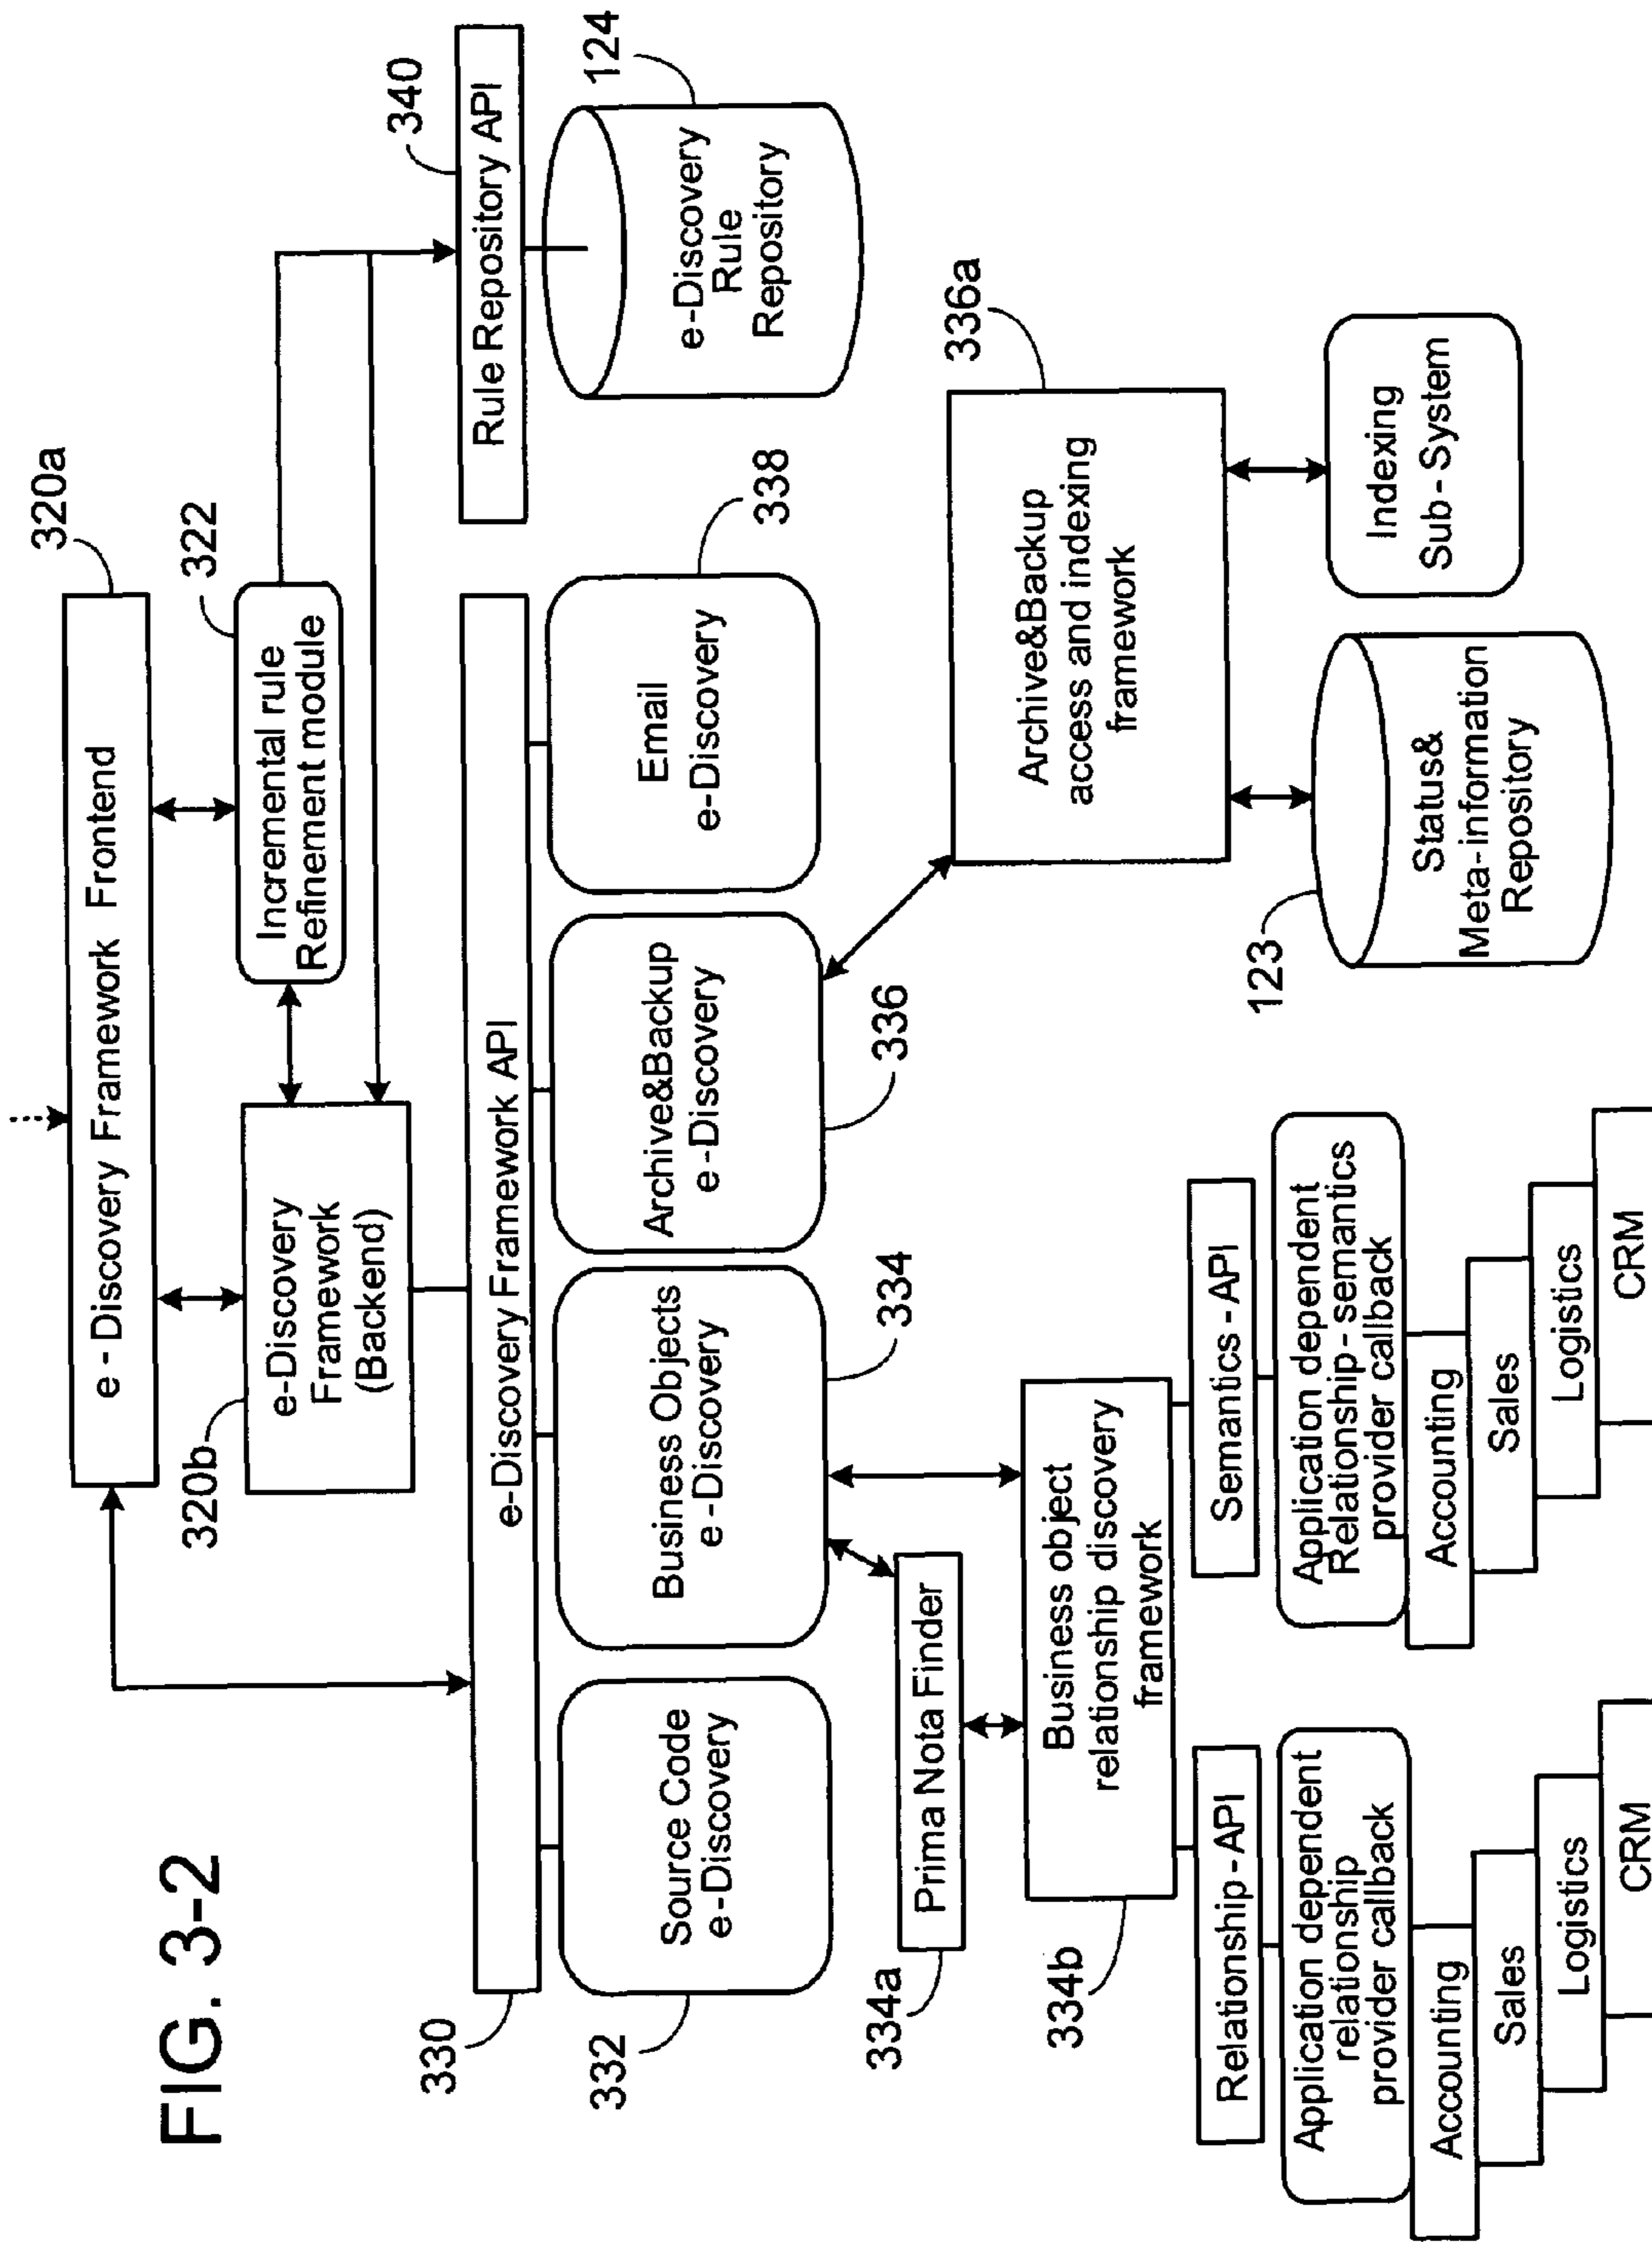 FIG. 3-2
e - Discovery Framework Frontend
320a
e-Discovery
Framework
(Backend)
320b
Incremental rule
Refinement module
322
e-Discovery Framework API
330
Rule Repository API
340
Source Code
e-Discovery
332
Business Objects
e-Discovery
334
Archive&Backup
e-Discovery
336
Email
e-Discovery
338
e-Discovery
Rule
Repository
124
Prima Nota Finder
334a
Business object
relationship discovery
framework
334b
Archive&Backup
access and indexing
framework
336a
Relationship-API
Application dependent
relationship
provider callback
Accounting
Sales
Logistics
CRM
Semantics-API
Application dependent
Relationship-semantics
provider callback
Accounting
Sales
Logistics
CRM
Status&
Meta-information
Repository
123
Indexing
Sub-System